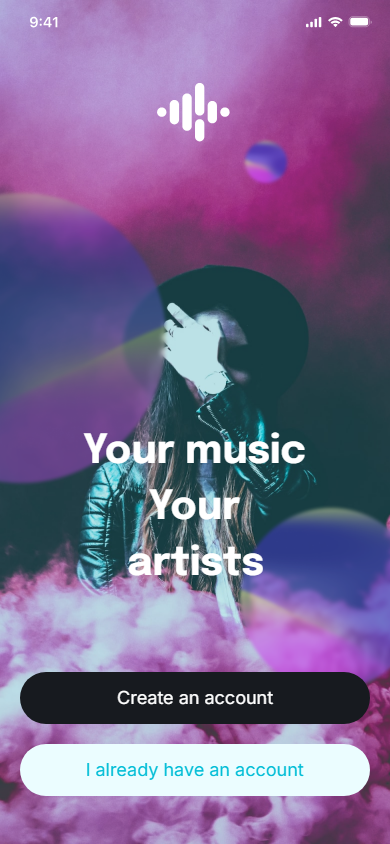 9:41
Your music
Your
artists
Create an account
I already have an account